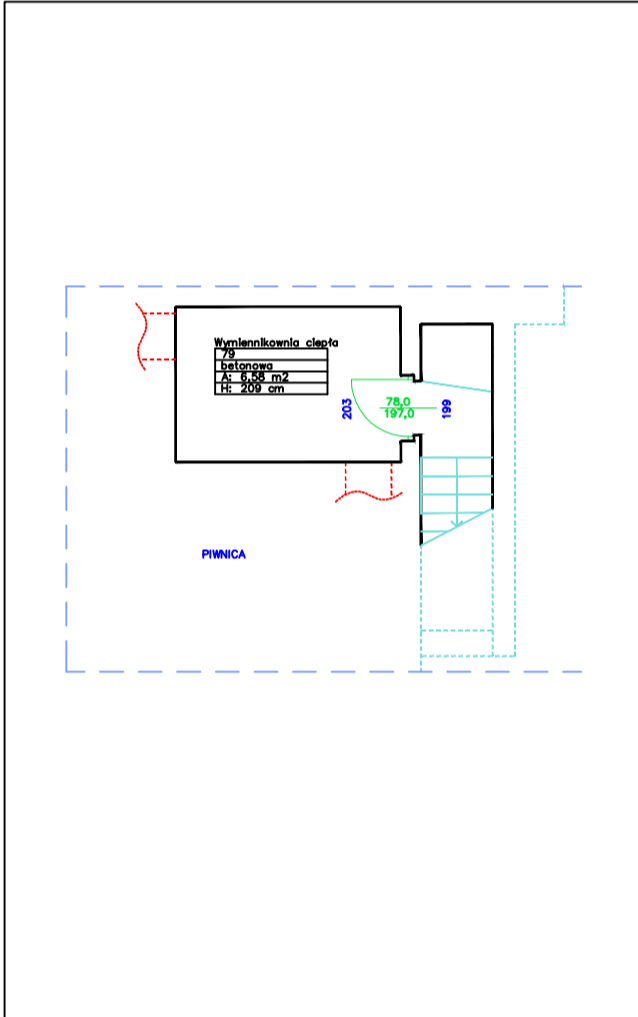 Wymiennikownia ciepła
79
betonowa
A: 6,58 m2
H: 209 cm
203
78,0
197,0
199
PIWNICA